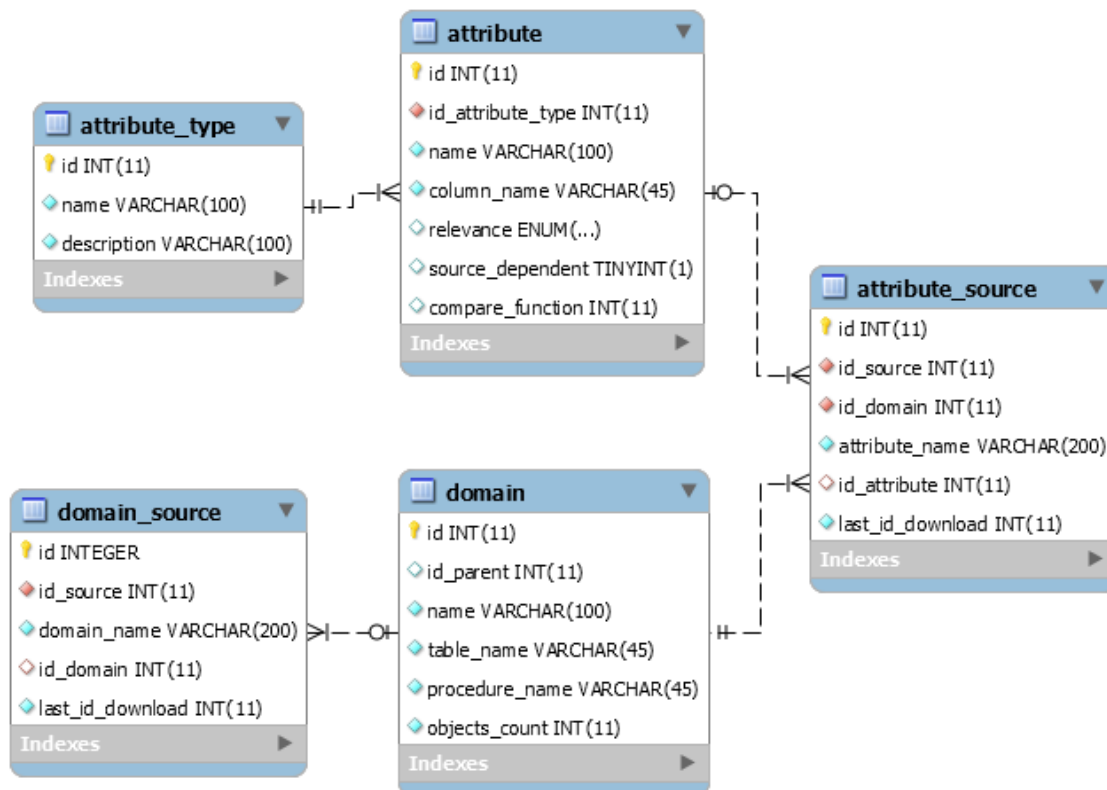 attribute
id INT(11)
id_attribute_type INT(11)
name VARCHAR(100)
column_name VARCHAR(45)
relevance ENUM(...)
source_dependent TINYINT(1)
compare_function INT(11)
Indexes
attribute_type
id INT(11)
name VARCHAR(100)
description VARCHAR(100)
Indexes
attribute_source
id INT(11)
id_source INT(11)
id_domain INT(11)
attribute_name VARCHAR(200)
id_attribute INT(11)
last_id_download INT(11)
Indexes
domain_source
id INTEGER
id_source INT(11)
domain_name VARCHAR(200)
id_domain INT(11)
last_id_download INT(11)
Indexes
domain
id INT(11)
id_parent INT(11)
name VARCHAR(100)
table_name VARCHAR(45)
procedure_name VARCHAR(45)
objects_count INT(11)
Indexes